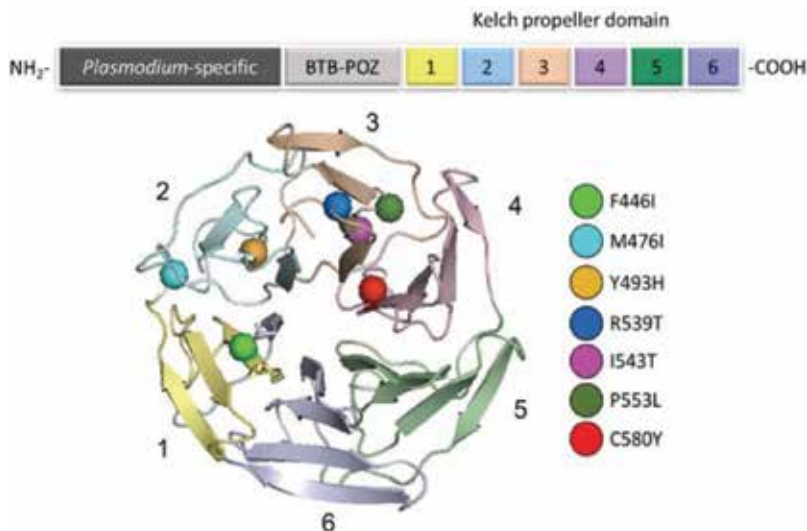 Kelch propeller domain
NH2- Plasmodium-specific BTB-POZ 1 2 3 4 5 6 -COOH
3
2
4
F446I
M476I
Y493H
R539T
I543T
P553L
C580Y
5
1
6